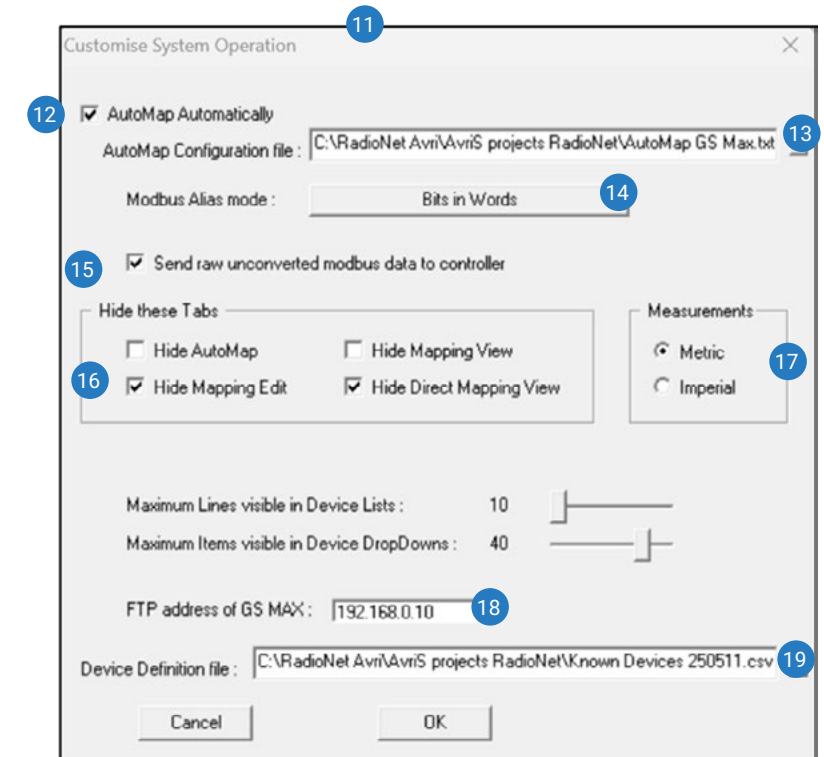 11
Customise System Operation
12 AutoMap Automatically
AutoMap Configuration file : C:\RadioNet Avri\AvriS projects RadioNet\AutoMap GS Max.txt 13
Modbus Alias mode : Bits in Words 14
15 Send raw unconverted modbus data to controller
Hide these Tabs Measurements
Hide AutoMap Hide Mapping View Metric 17
16 Hide Mapping Edit Hide Direct Mapping View Imperial
Maximum Lines visible in Device Lists : 10
Maximum Items visible in Device DropDowns : 40
FTP address of GS MAX : 192.168.0.10 18
Device Definition file : C:\RadioNet Avri\AvriS projects RadioNet\Known Devices 250511.csv 19
Cancel OK